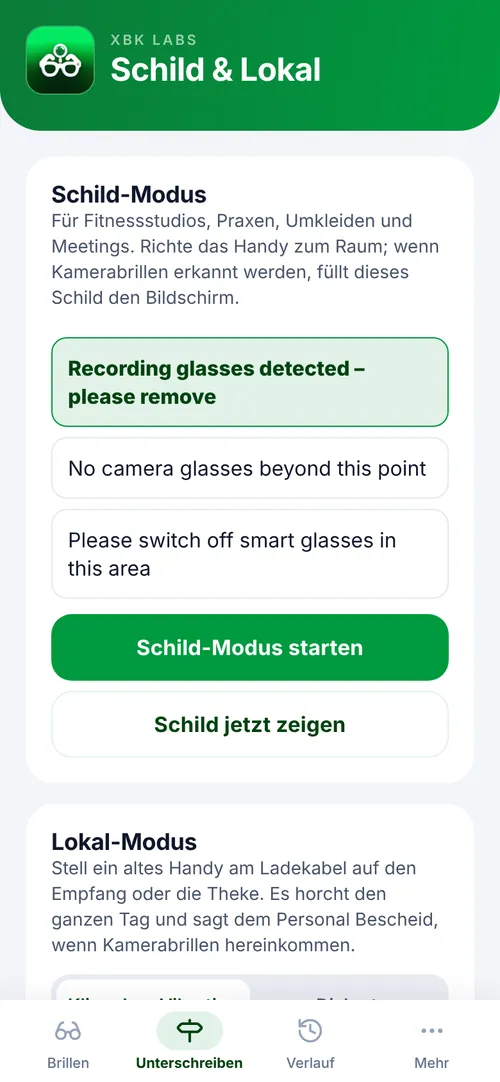 XBK LABS
Schild & Lokal
Schild-Modus
Für Fitnessstudios, Praxen, Umkleiden und
Meetings. Richte das Handy zum Raum; wenn
Kamerabrillen erkannt werden, füllt dieses
Schild den Bildschirm.
Recording glasses detected –
please remove
No camera glasses beyond this point
Please switch off smart glasses in
this area
Schild-Modus starten
Schild jetzt zeigen
Lokal-Modus
Stell ein altes Handy am Ladekabel auf den
Empfang oder die Theke. Es horcht den
ganzen Tag und sagt dem Personal Bescheid,
wenn Kamerabrillen hereinkommen.
Brillen
Unterschreiben
Verlauf
Mehr